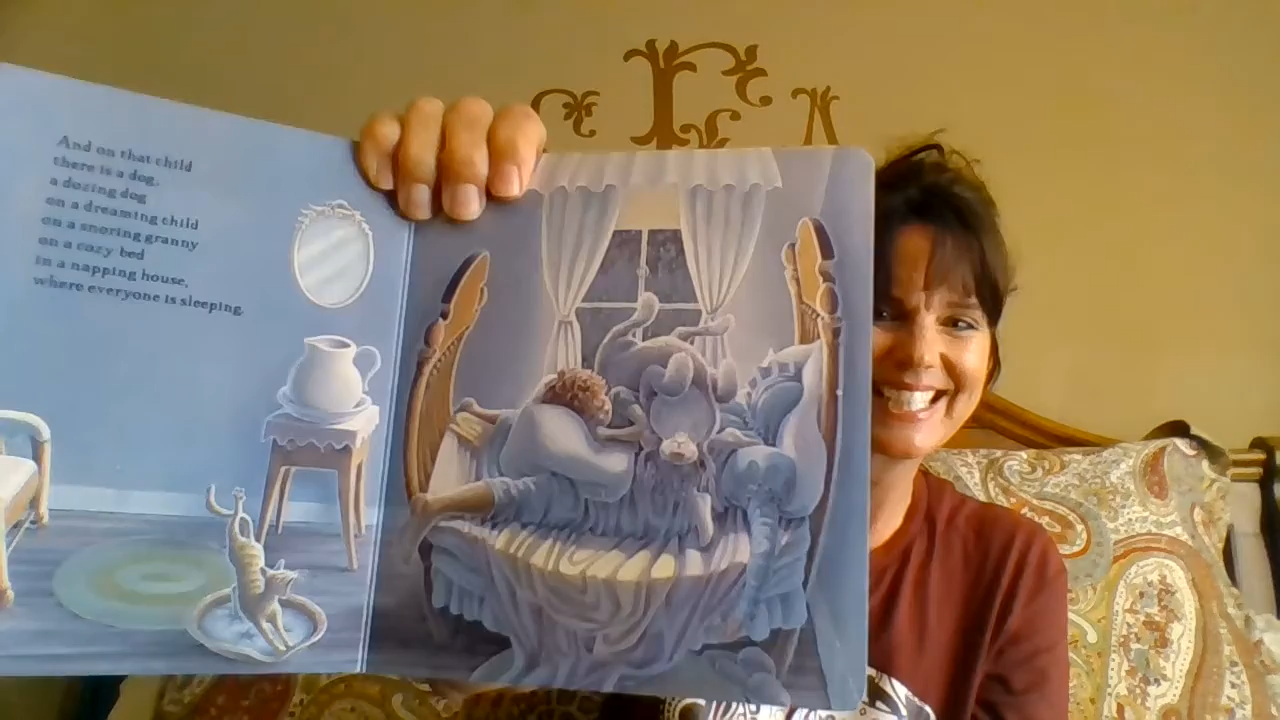 And on that child
there is a dog,
a dozing dog
on a dreaming child
on a snoring granny
on a cozy bed
in a napping house,
where everyone is sleeping.